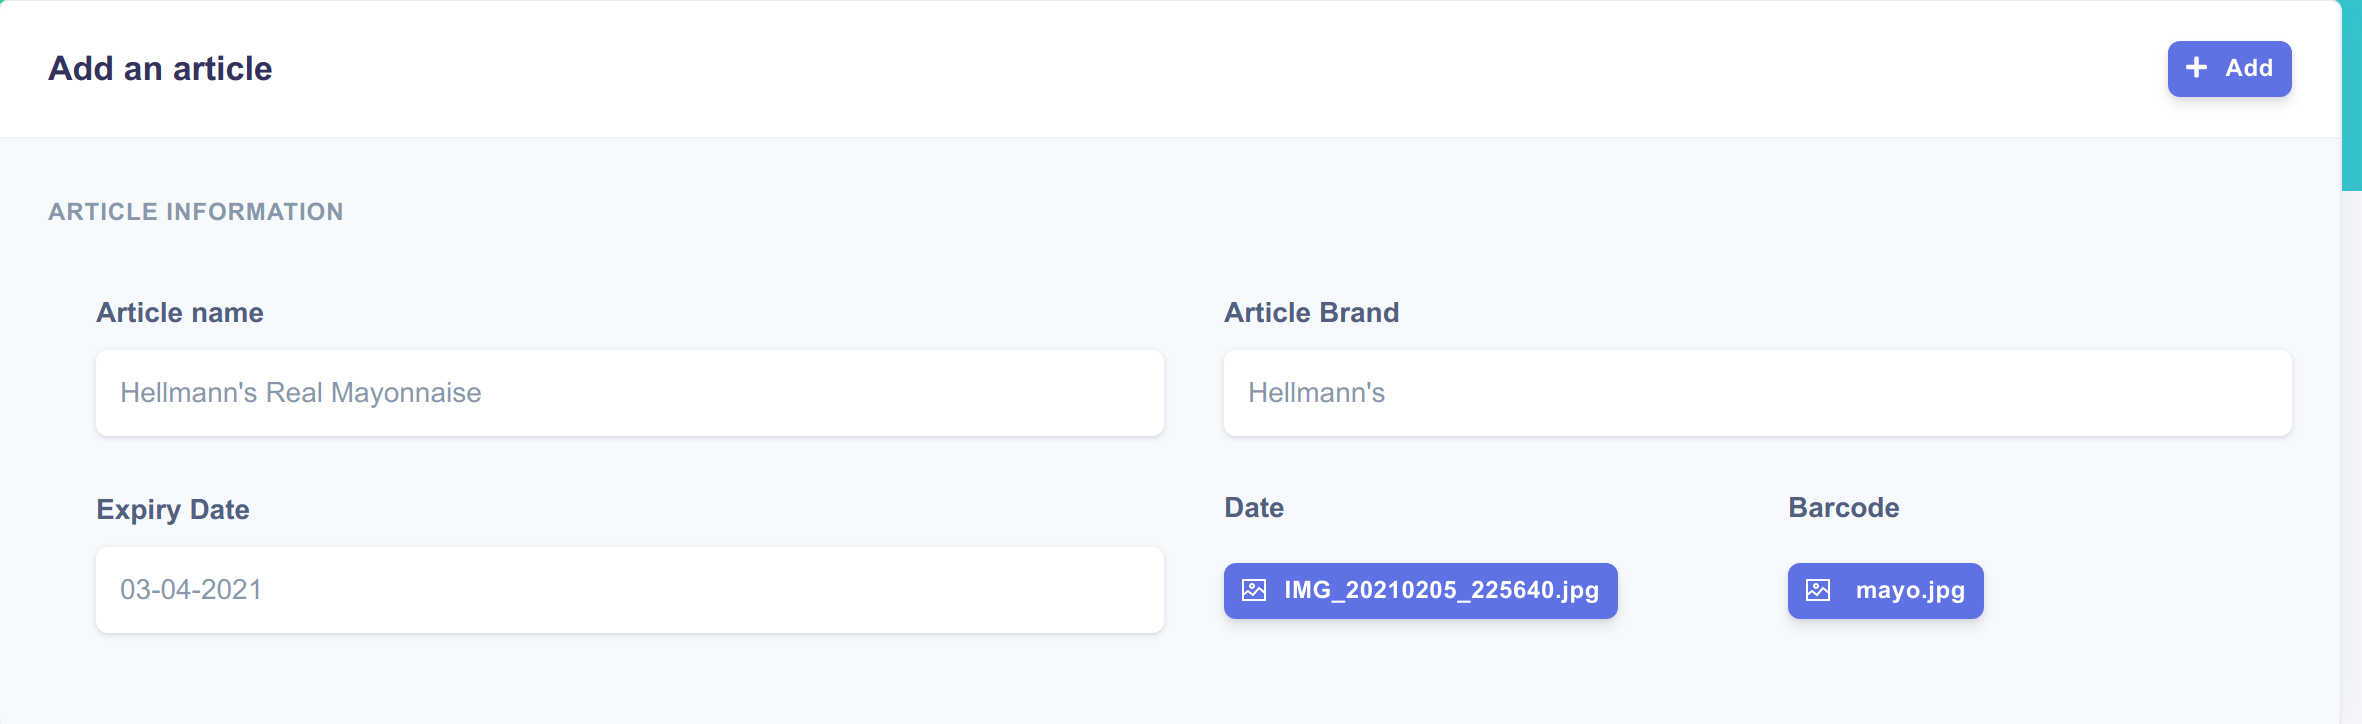 Add an article
Add
ARTICLE INFORMATION
Article name
Article Brand
Hellmann's Real Mayonnaise
Hellmann's
Expiry Date
Date
Barcode
03-04-2021
IMG_20210205_225640.jpg
mayo.jpg